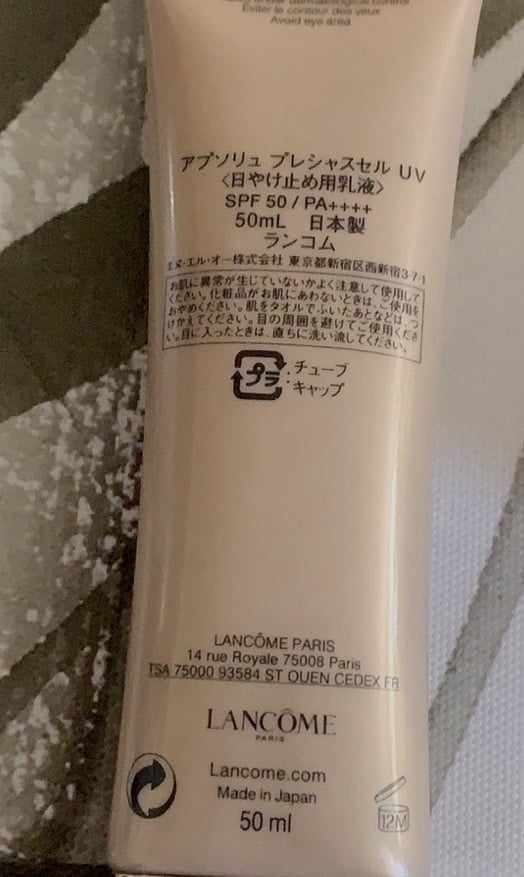 under dermatological control
Eviter le contour des yeux
Avoid eye area
アプソリュ プレシャスセル UV
〈日やけ止め用乳液〉
SPF 50 / PA++++
50mL 日本製
ランコム
エヌ・エル・オー株式会社 東京都新宿区西新宿3-7-1
お肌に異常が生じていないかよく注意して使用して
ください。化粧品がお肌にあわないときは、ご使用を
おやめください。肌をタオルでふいたあとなどは、つ
けかえてください。目の周囲を避けてご使用くださ
い。目に入ったときは、直ちに洗い流してください。
プラ : チューブ
: キャップ
LANCÔME PARIS
14 rue Royale 75008 Paris
TSA 75000 93584 ST OUEN CEDEX FR
LANCÔME
PARIS
Lancome.com
Made in Japan
50 ml
12M